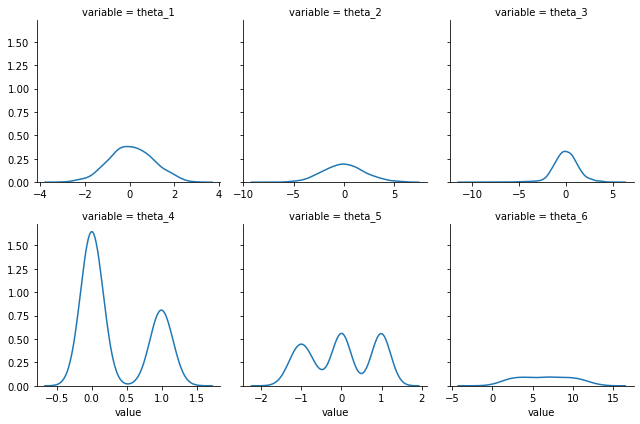 variable = theta_1 variable = theta_2 variable = theta_3
1.50
1.25
1.00
0.75
0.50
0.25
0.00
−4 −2 0 2 4 −10 −5 0 5 −10 −5 0 5
variable = theta_4 variable = theta_5 variable = theta_6
1.50
1.25
1.00
0.75
0.50
0.25
0.00
−0.5 0.0 0.5 1.0 1.5 −2 −1 0 1 2 −5 0 5 10 15
value value value